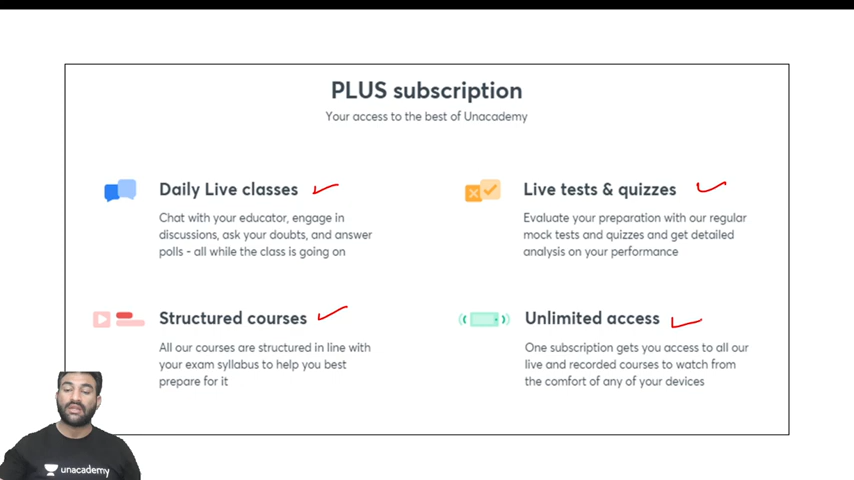 PLUS subscription
Your access to the best of Unacademy
Daily Live classes
Chat with your educator, engage in
discussions, ask your doubts, and answer
polls - all while the class is going on
Live tests & quizzes
Evaluate your preparation with our regular
mock tests and quizzes and get detailed
analysis on your performance
Structured courses
All our courses are structured in line with
your exam syllabus to help you best
prepare for it
Unlimited access
One subscription gets you access to all our
live and recorded courses to watch from
the comfort of any of your devices
unacademy